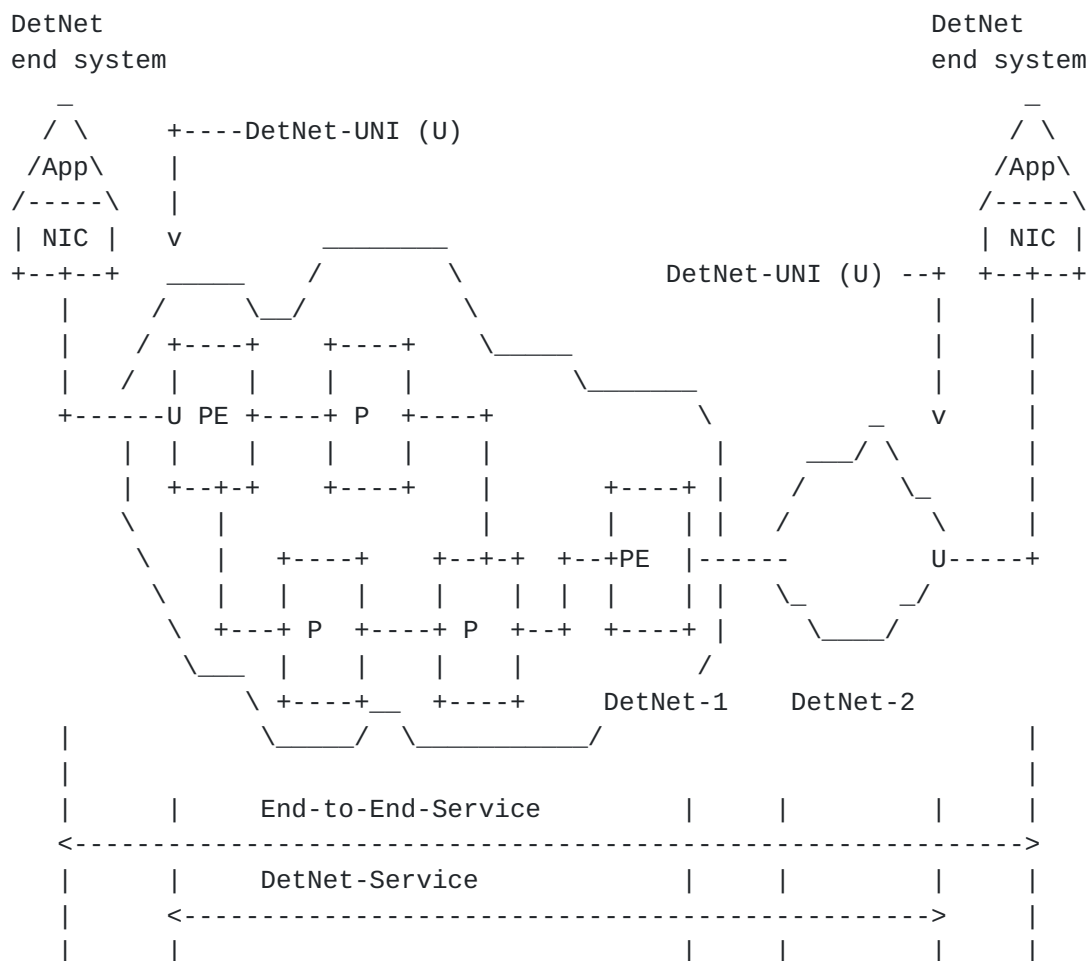 DetNet DetNet
end system end system
+----DetNet-UNI (U)
/App\ /App\
| NIC | v | NIC |
DetNet-UNI (U) --+
U PE P v
PE U
P P
DetNet-1 DetNet-2
End-to-End-Service
DetNet-Service